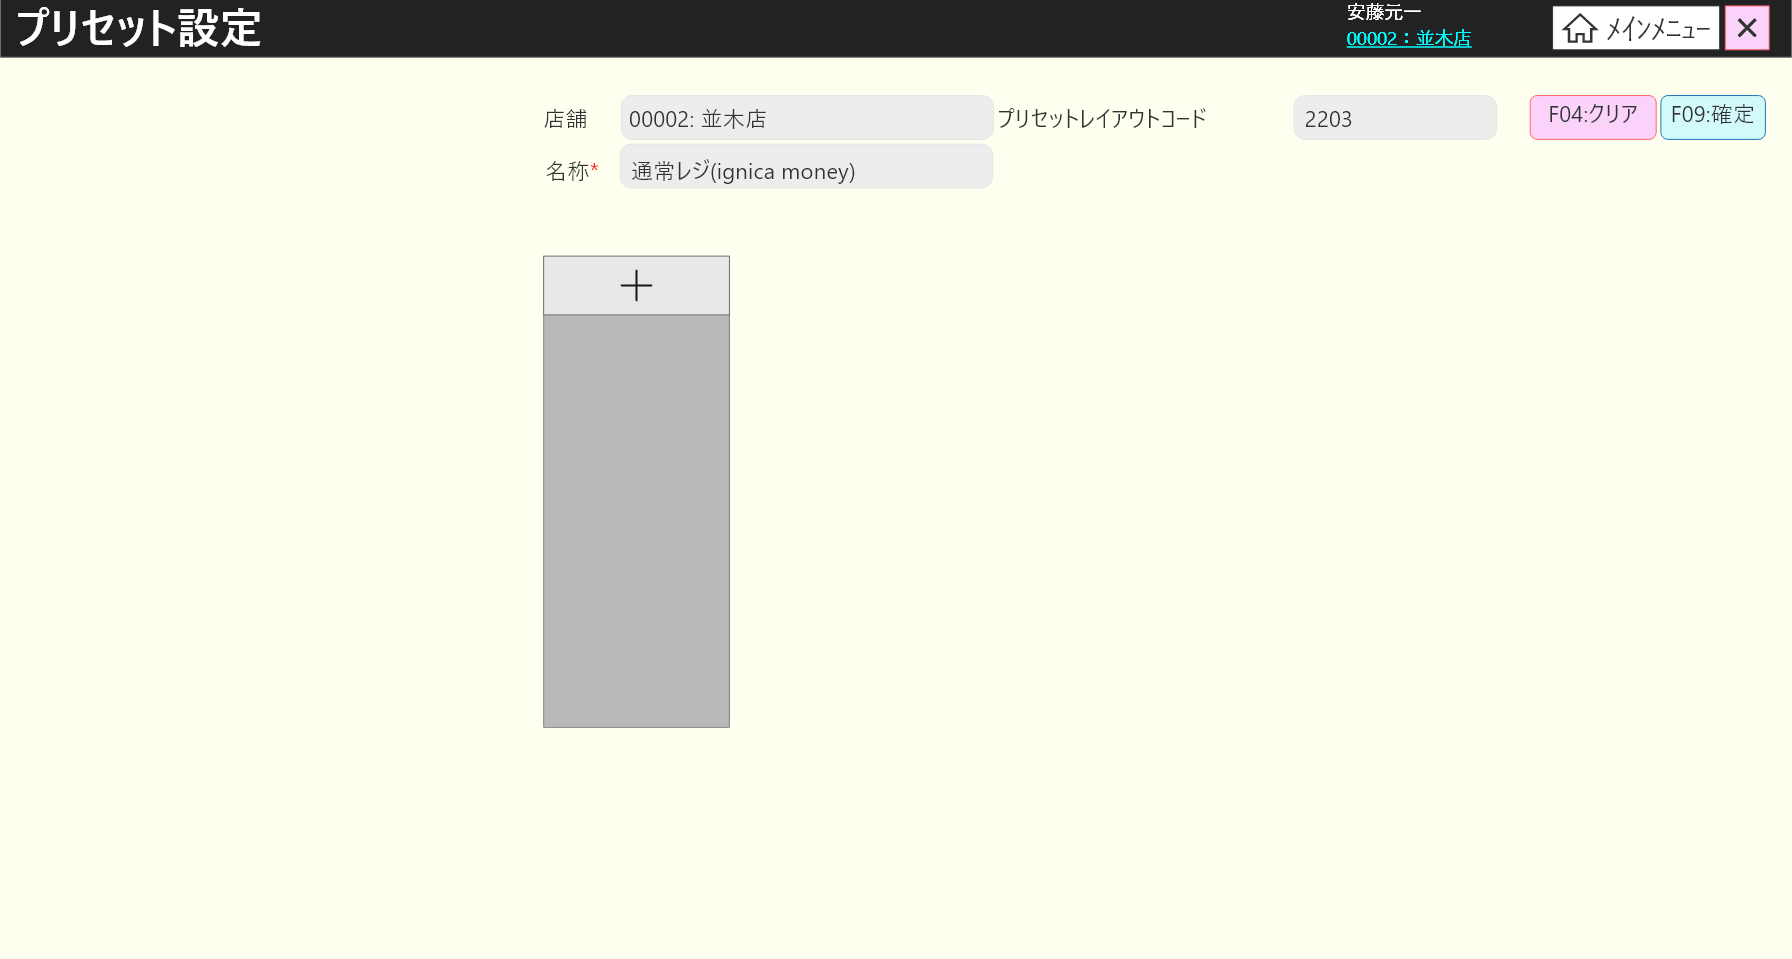 プリセット設定
安藤元一
00002：並木店
メインメニュー
店舗 00002: 並木店 プリセットレイアウトコード 2203 F04:クリア F09:確定
名称* 通常レジ(ignica money)